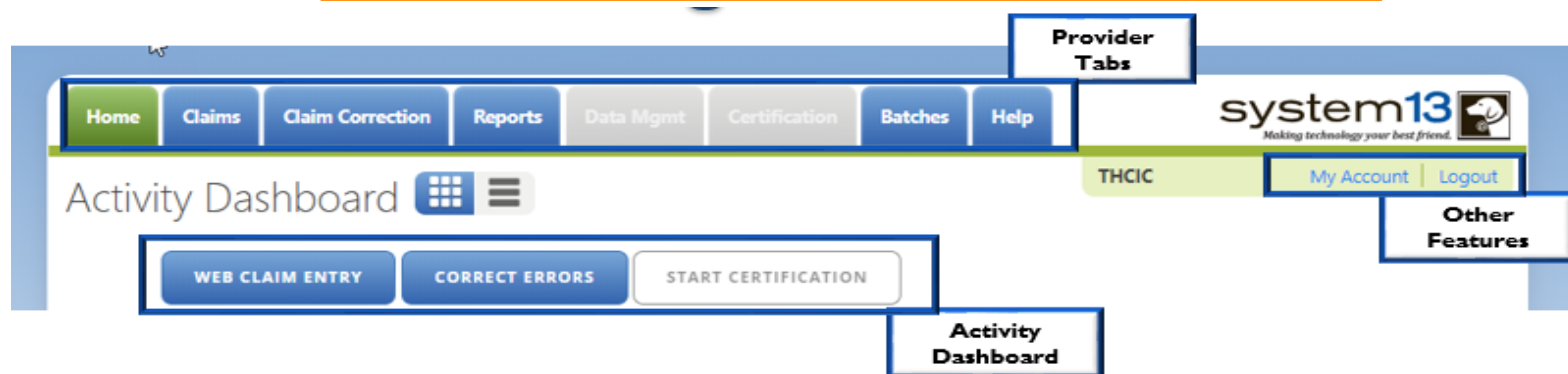 Provider
Tabs
Home Claims Claim Correction Reports Data Mgmt Certification Batches Help
system13
Making technology your best friend.
THCIC My Account Logout
Activity Dashboard
Other
Features
WEB CLAIM ENTRY CORRECT ERRORS START CERTIFICATION
Activity
Dashboard